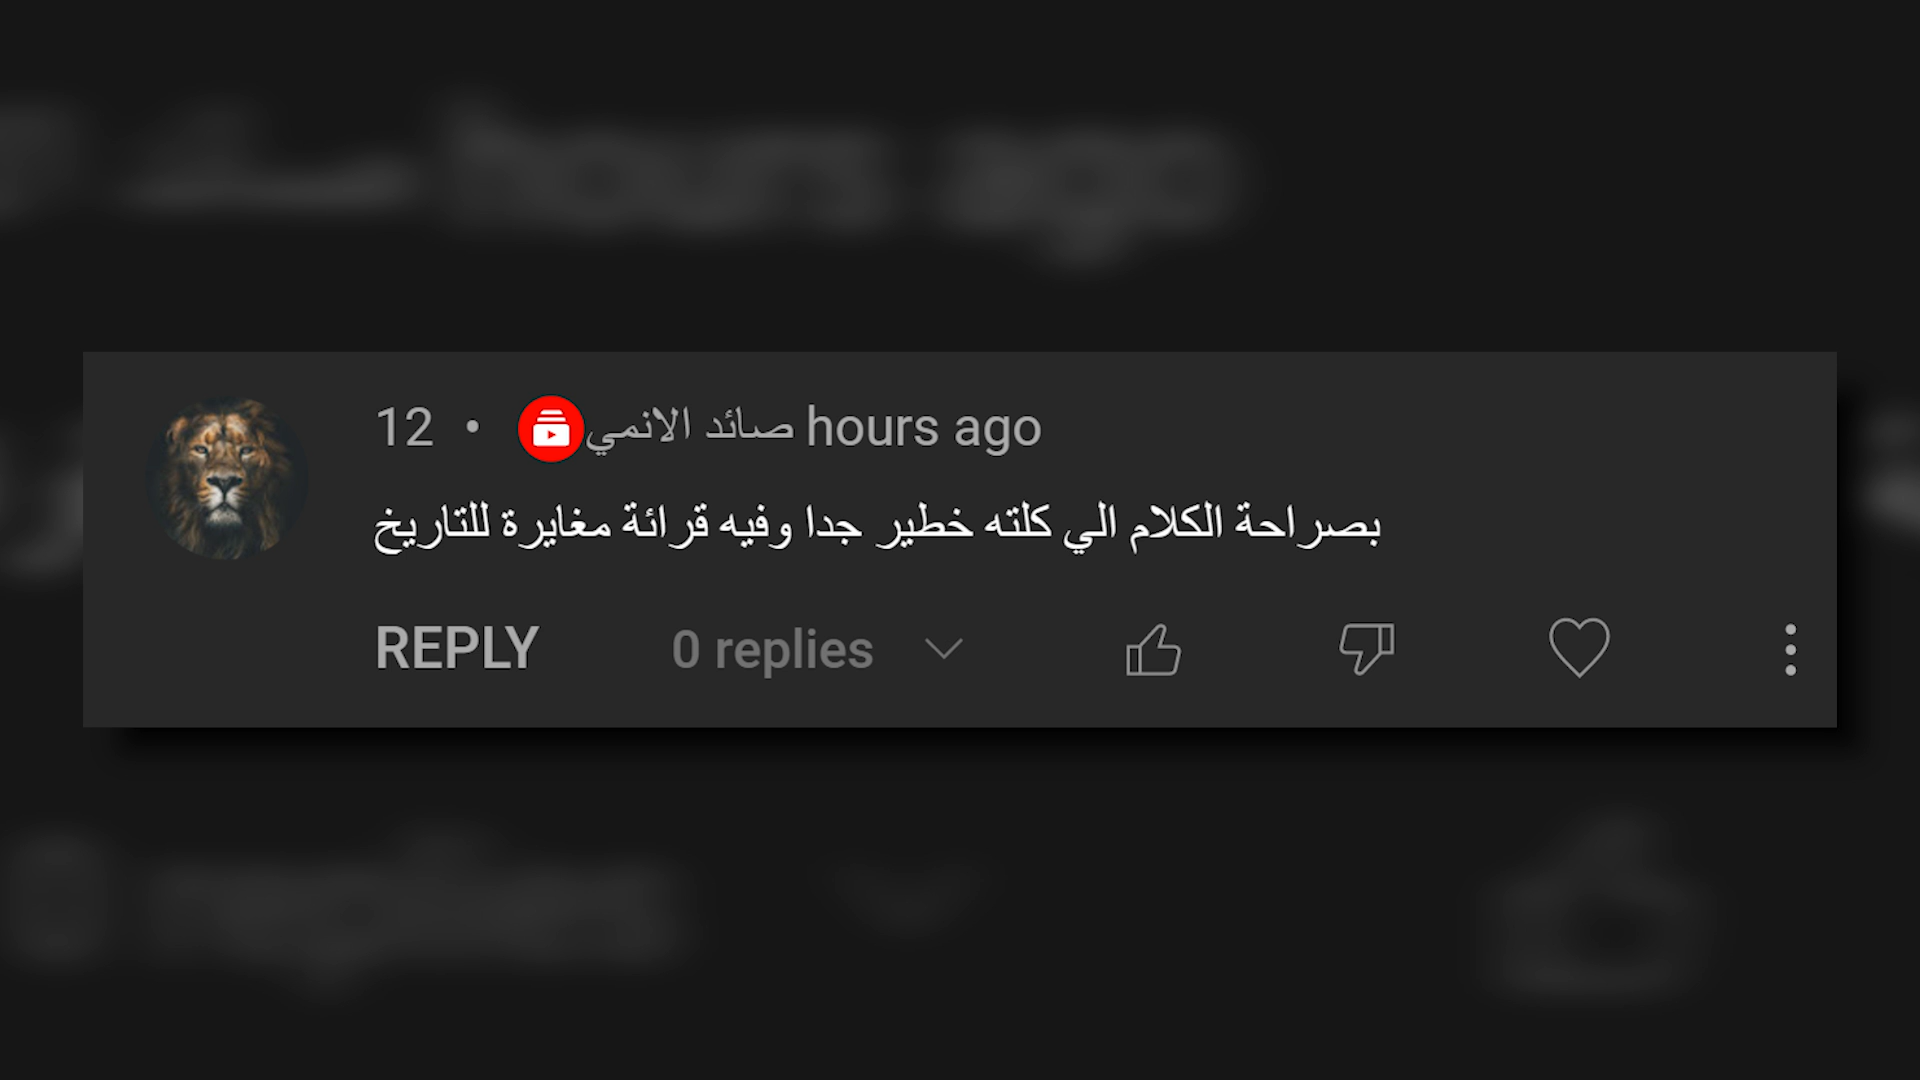 صائد الانمي • 12 hours ago
بصراحة الكلام الي كلته خطير جدا وفيه قرائة مغايرة للتاريخ
REPLY 0 replies